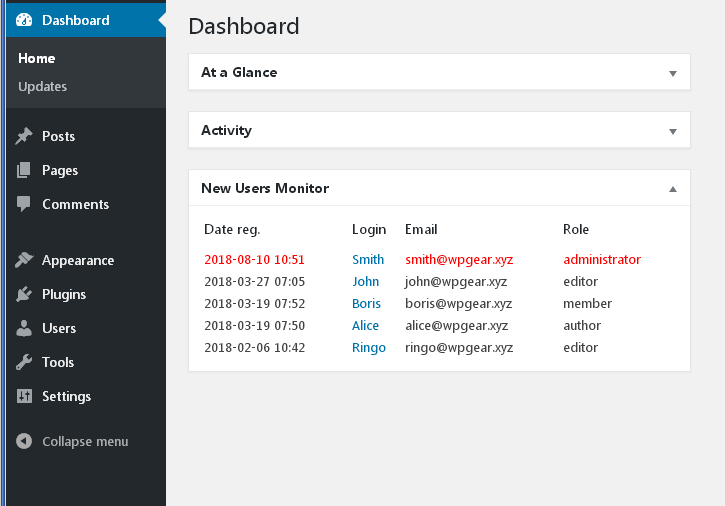 Dashboard
Home
Updates
Posts
Pages
Comments
Appearance
Plugins
Users
Tools
Settings
Collapse menu
Dashboard
At a Glance
Activity
New Users Monitor
Date reg. Login Email Role
2018-08-10 10:51 Smith smith@wpgear.xyz administrator
2018-03-27 07:05 John john@wpgear.xyz editor
2018-03-19 07:52 Boris boris@wpgear.xyz member
2018-03-19 07:50 Alice alice@wpgear.xyz author
2018-02-06 10:42 Ringo ringo@wpgear.xyz editor